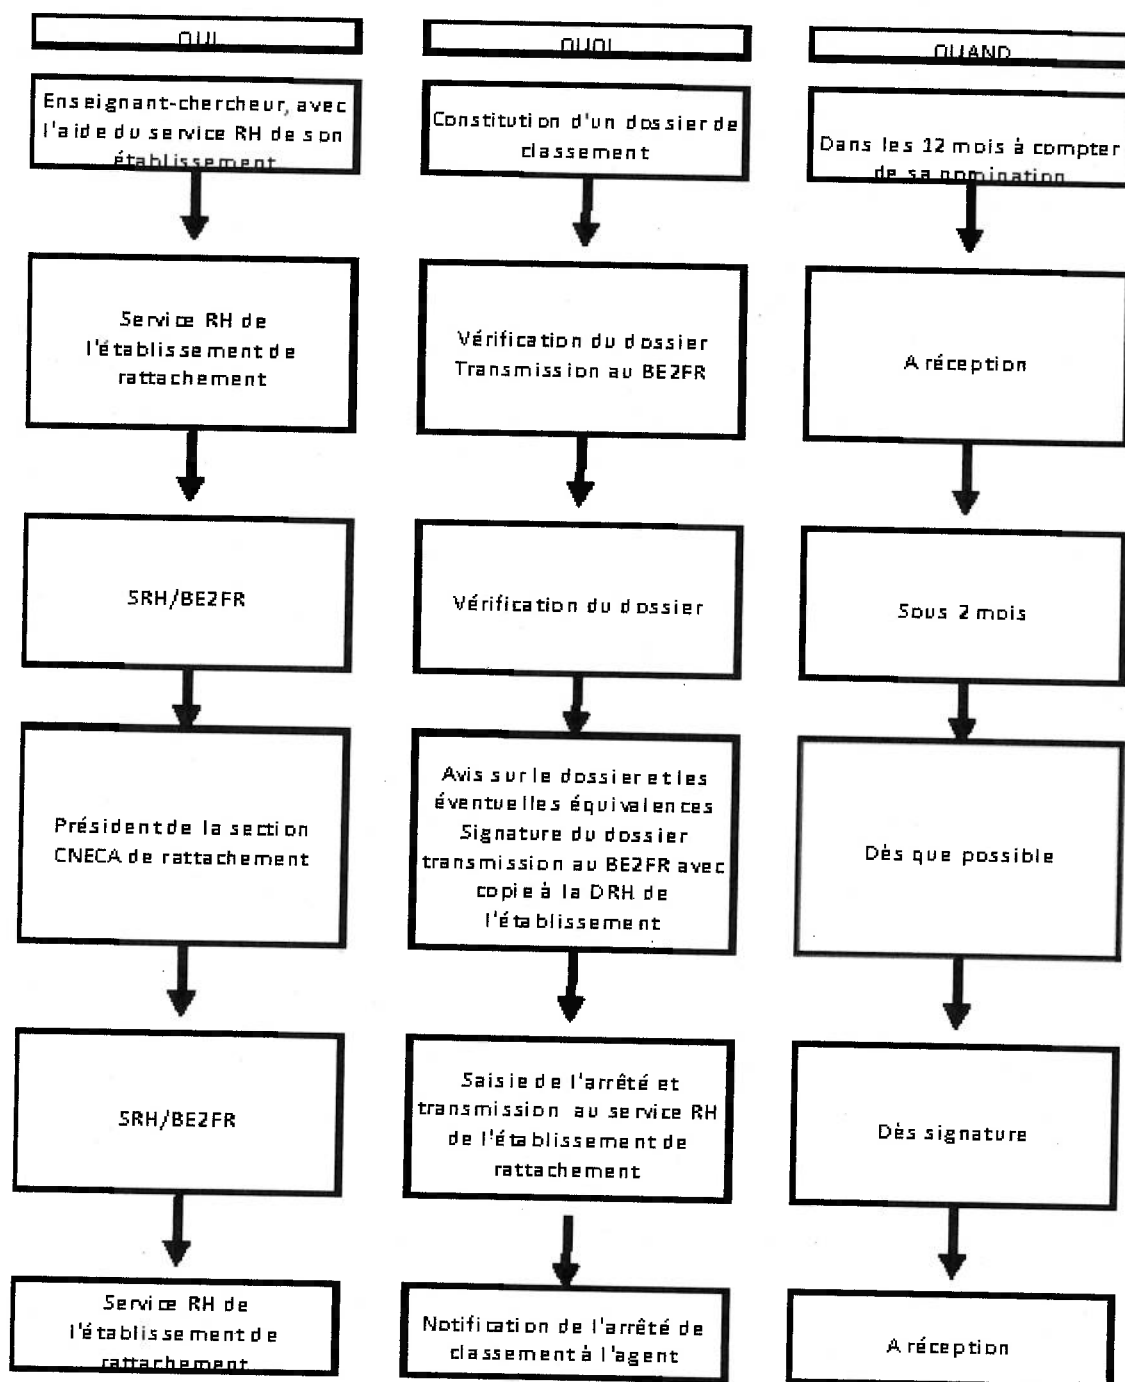 QUI
QUOI
QUAND
Enseignant-chercheur, avec
l'aide du service RH de son
établissement
Constitution d'un dossier de
classement
Dans les 12 mois à compter
de sa nomination
Service RH de
l'établissement de
rattachement
Vérification du dossier
Transmission au BE2FR
A réception
SRH/BE2FR
Vérification du dossier
Sous 2 mois
Président de la section
CNECA de rattachement
Avis sur le dossier et les
éventuelles équivalences
Signature du dossier
transmission au BE2FR avec
copie à la DRH de
l'établissement
Dès que possible
SRH/BE2FR
Saisie de l'arrêté et
transmission au service RH
de l'établissement de
rattachement
Dès signature
Service RH de
l'établissement de
rattachement
Notification de l'arrêté de
classement à l'agent
A réception